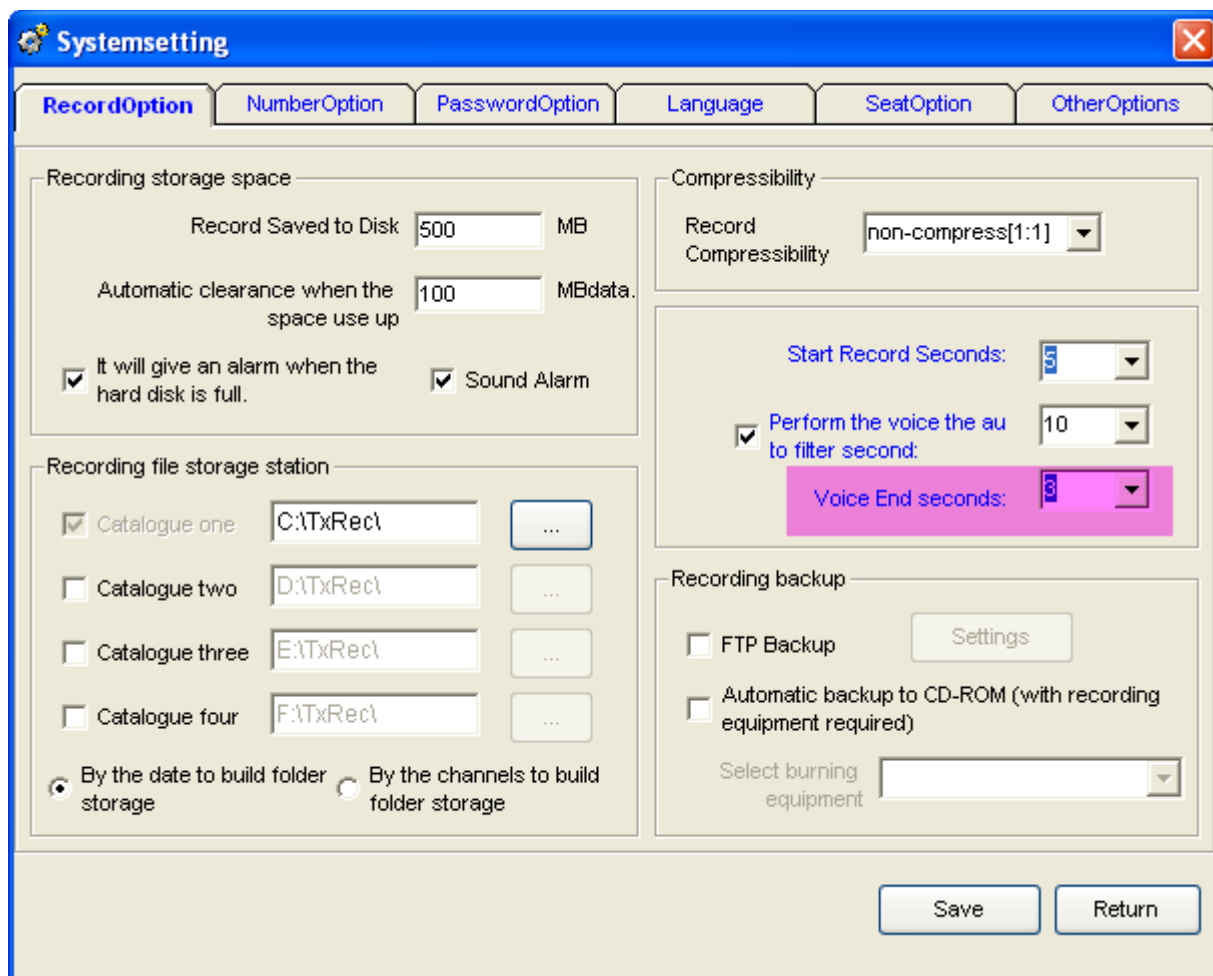 Systemsetting
RecordOption
NumberOption
PasswordOption
Language
SeatOption
OtherOptions
Recording storage space
Record Saved to Disk 500 MB
Automatic clearance when the
space use up
100 MBdata.
It will give an alarm when the
hard disk is full.
Sound Alarm
Recording file storage station
Catalogue one C:\TxRec\ ...
Catalogue two D:\TxRec\ ...
Catalogue three E:\TxRec\ ...
Catalogue four F:\TxRec\ ...
By the date to build folder
storage
By the channels to build
folder storage
Compressibility
Record
Compressibility
non-compress[1:1]
Start Record Seconds: 5
Perform the voice the au
to filter second:
10
Voice End seconds: 3
Recording backup
FTP Backup Settings
Automatic backup to CD-ROM (with recording
equipment required)
Select burning
equipment
Save
Return